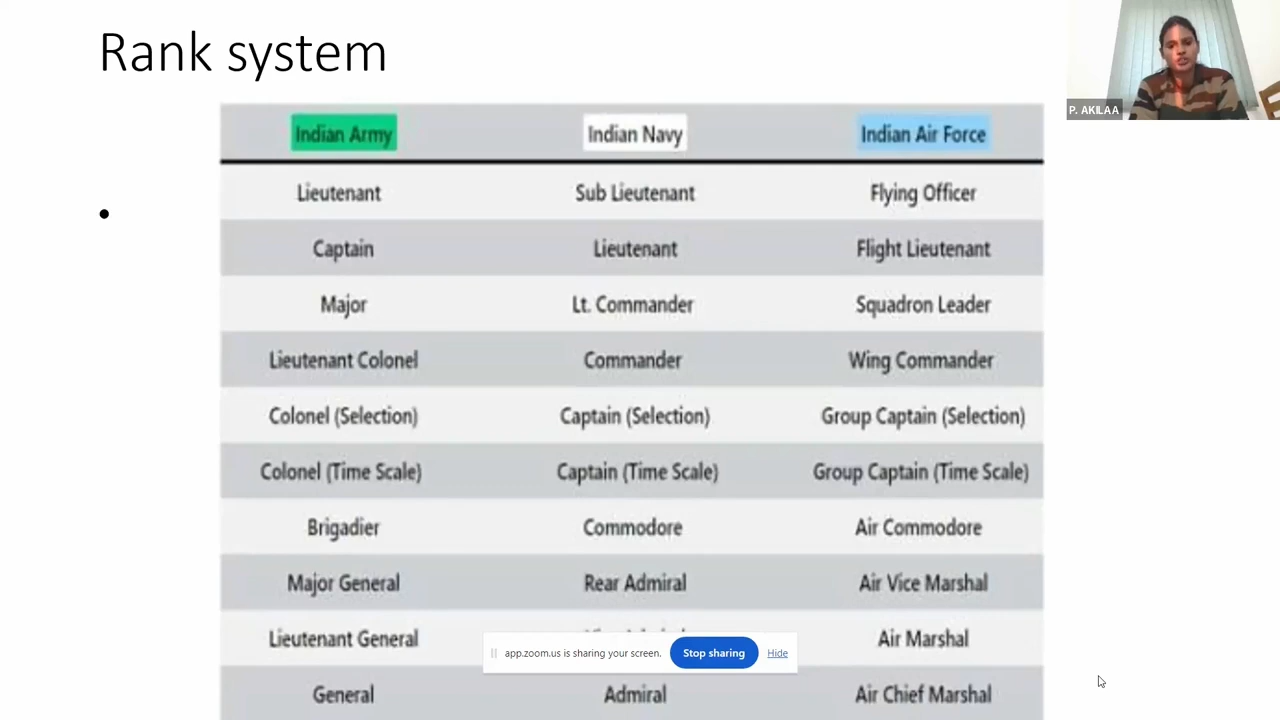 Rank system
P. AKILAA
Indian Army Indian Navy Indian Air Force
•
Lieutenant Sub Lieutenant Flying Officer
Captain Lieutenant Flight Lieutenant
Major Lt. Commander Squadron Leader
Lieutenant Colonel Commander Wing Commander
Colonel (Selection) Captain (Selection) Group Captain (Selection)
Colonel (Time Scale) Captain (Time Scale) Group Captain (Time Scale)
Brigadier Commodore Air Commodore
Major General Rear Admiral Air Vice Marshal
Lieutenant General Air Marshal
app.zoom.us is sharing your screen. Stop sharing Hide
General Admiral Air Chief Marshal